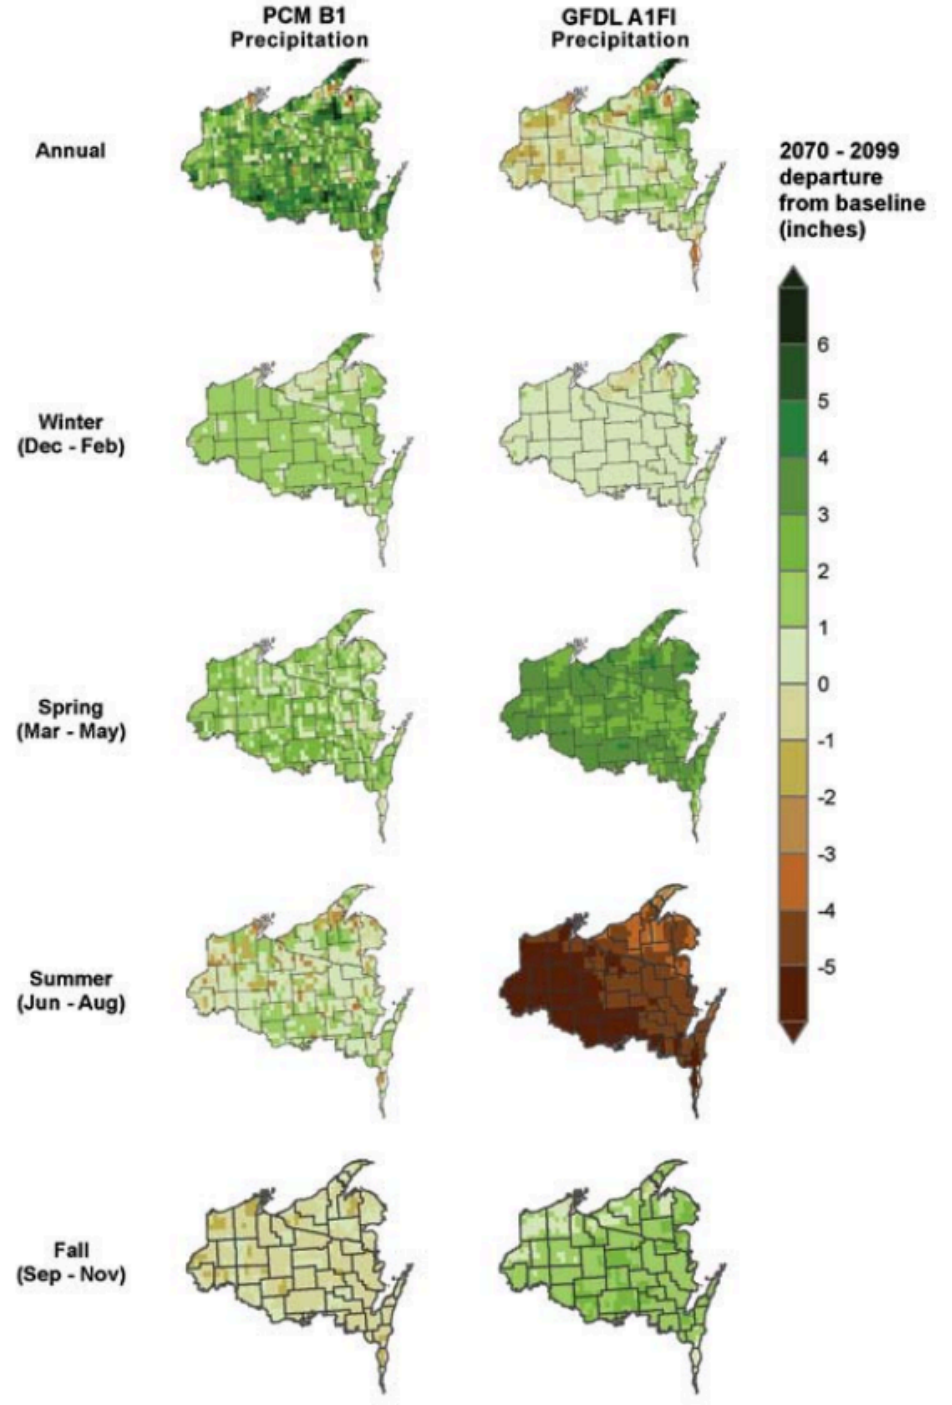 PCM B1
Precipitation
GFDL A1FI
Precipitation
Annual
2070 - 2099
departure
from baseline
(inches)
6
5
4
3
2
1
0
-1
-2
-3
-4
-5
Winter
(Dec - Feb)
Spring
(Mar - May)
Summer
(Jun - Aug)
Fall
(Sep - Nov)